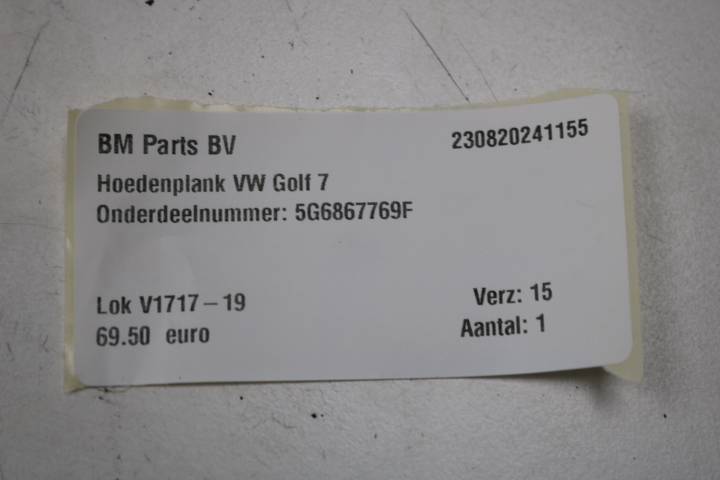 BM Parts BV
230820241155
Hoedenplank VW Golf 7
Onderdeelnummer: 5G6867769F
Lok V1717-19
Verz: 15
69.50 euro
Aantal: 1